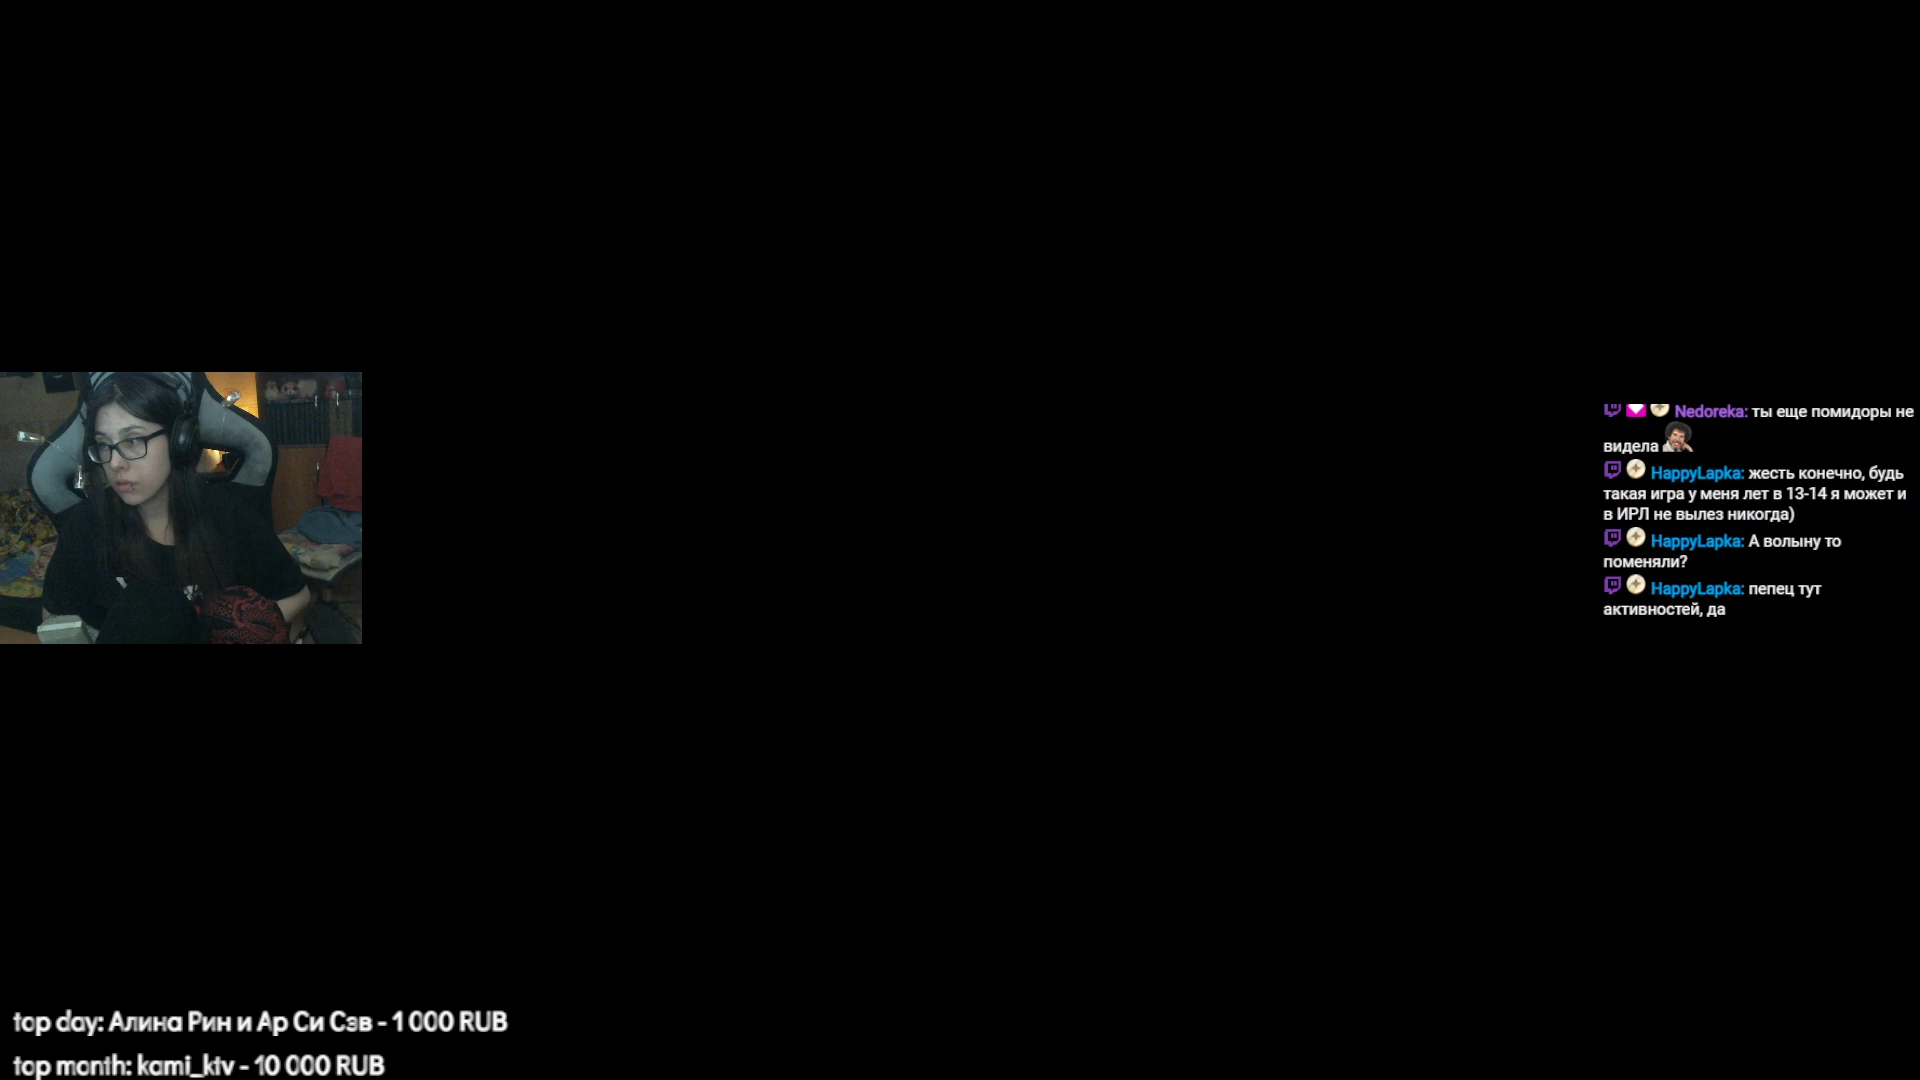 Nedoreka: ты еще помидоры не
видела
HappyLapka: жесть конечно, будь
такая игра у меня лет в 13-14 я может и
в ИРЛ не вылез никогда)
HappyLapka: А волыну то
поменяли?
HappyLapka: пепец тут
активностей, да
top day: Алина Рин и Ар Си Сэв - 1 000 RUB
top month: kami_ktv - 10 000 RUB